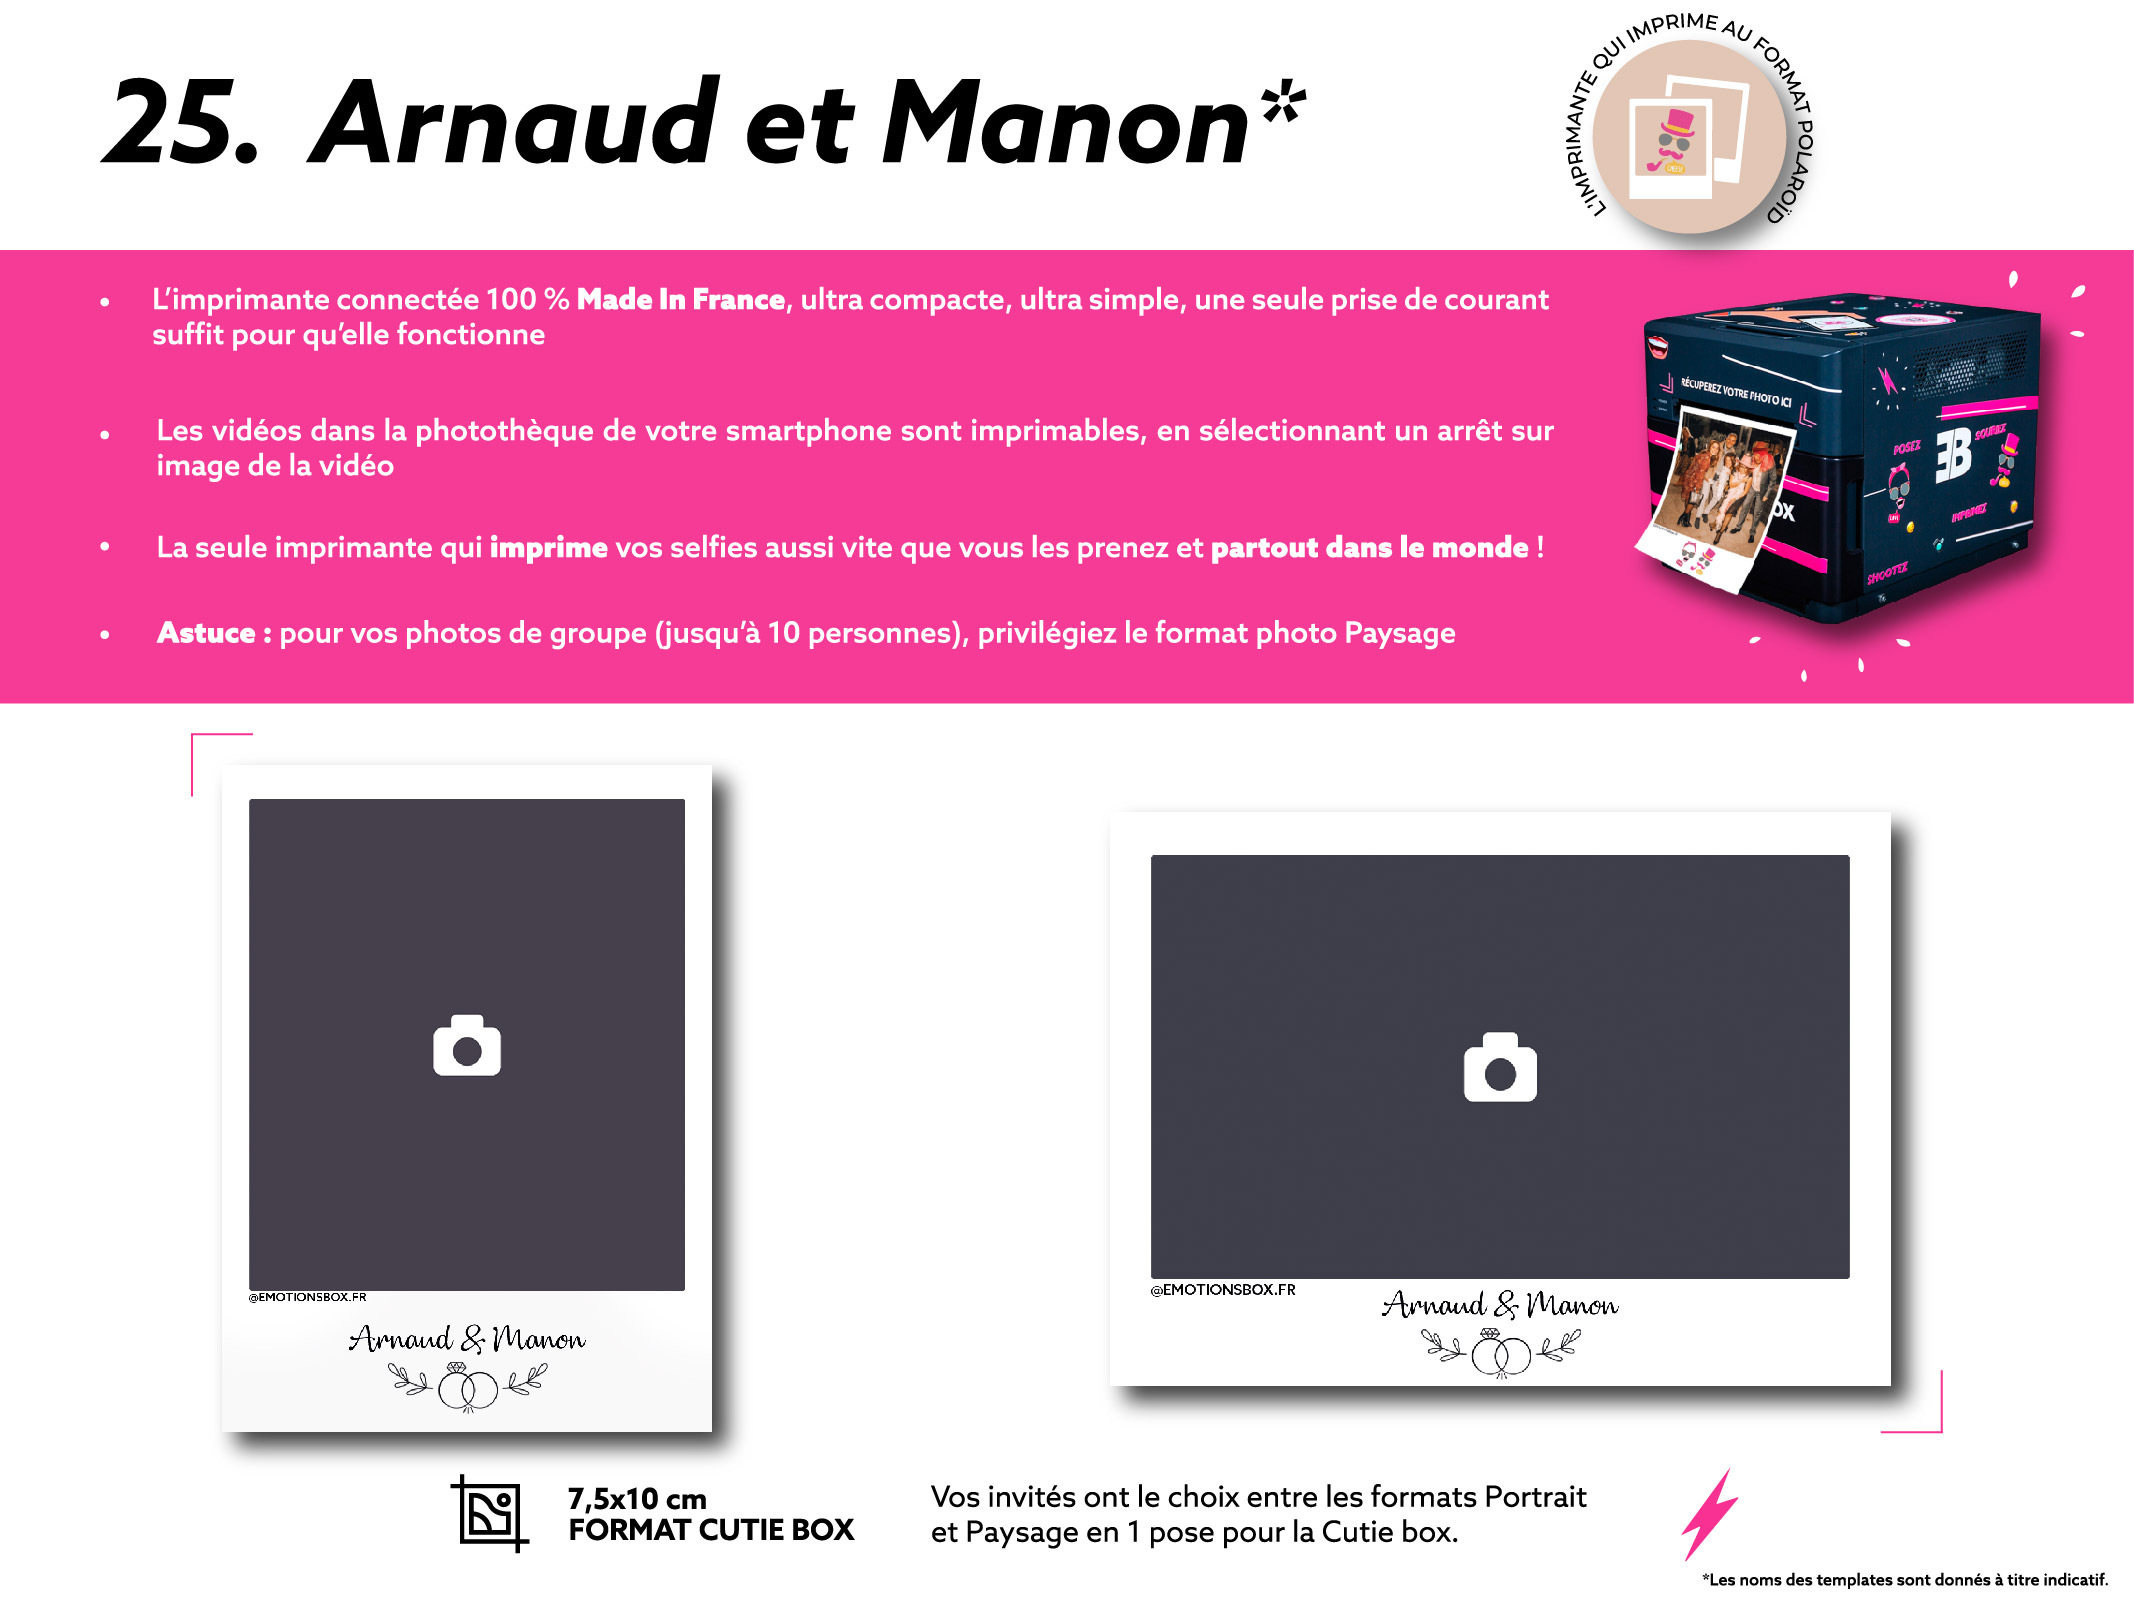 25. Arnaud et Manon*
L'IMPRIMANTE QUI IMPRIME AU FORMAT POLAROÏD
• L'imprimante connectée 100 % Made In France, ultra compacte, ultra simple, une seule prise de courant
suffit pour qu'elle fonctionne
• Les vidéos dans la photothèque de votre smartphone sont imprimables, en sélectionnant un arrêt sur
image de la vidéo
• La seule imprimante qui imprime vos selfies aussi vite que vous les prenez et partout dans le monde !
• Astuce : pour vos photos de groupe (jusqu'à 10 personnes), privilégiez le format photo Paysage
RÉCUPEREZ VOTRE PHOTO ICI
OX
POSEZ
EB
SOURIEZ
IMPRIMEZ
SHOOTEZ
@EMOTIONSBOX.FR
Arnaud & Manon
@EMOTIONSBOX.FR
Arnaud & Manon
7,5x10 cm
FORMAT CUTIE BOX
Vos invités ont le choix entre les formats Portrait
et Paysage en 1 pose pour la Cutie box.
*Les noms des templates sont donnés à titre indicatif.